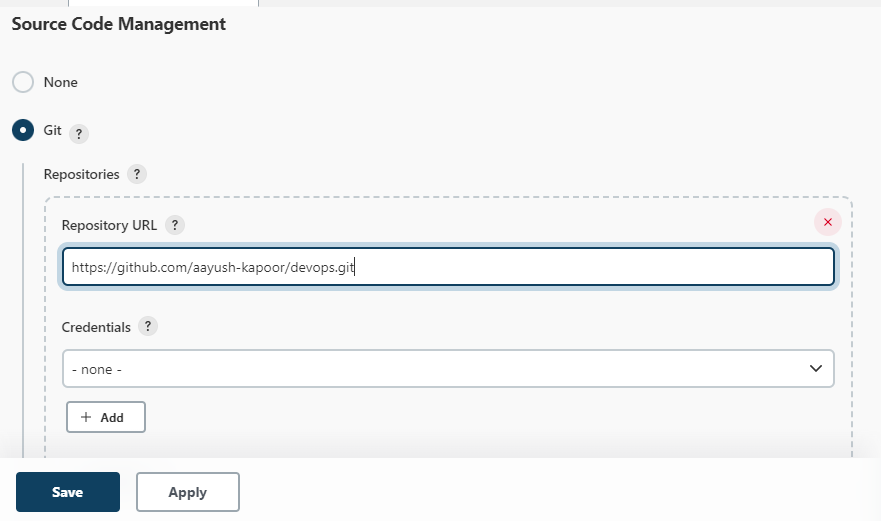 Source Code Management
None
Git ?
Repositories ?
Repository URL ?
https://github.com/aayush-kapoor/devops.git
Credentials ?
- none -
+ Add
Save Apply